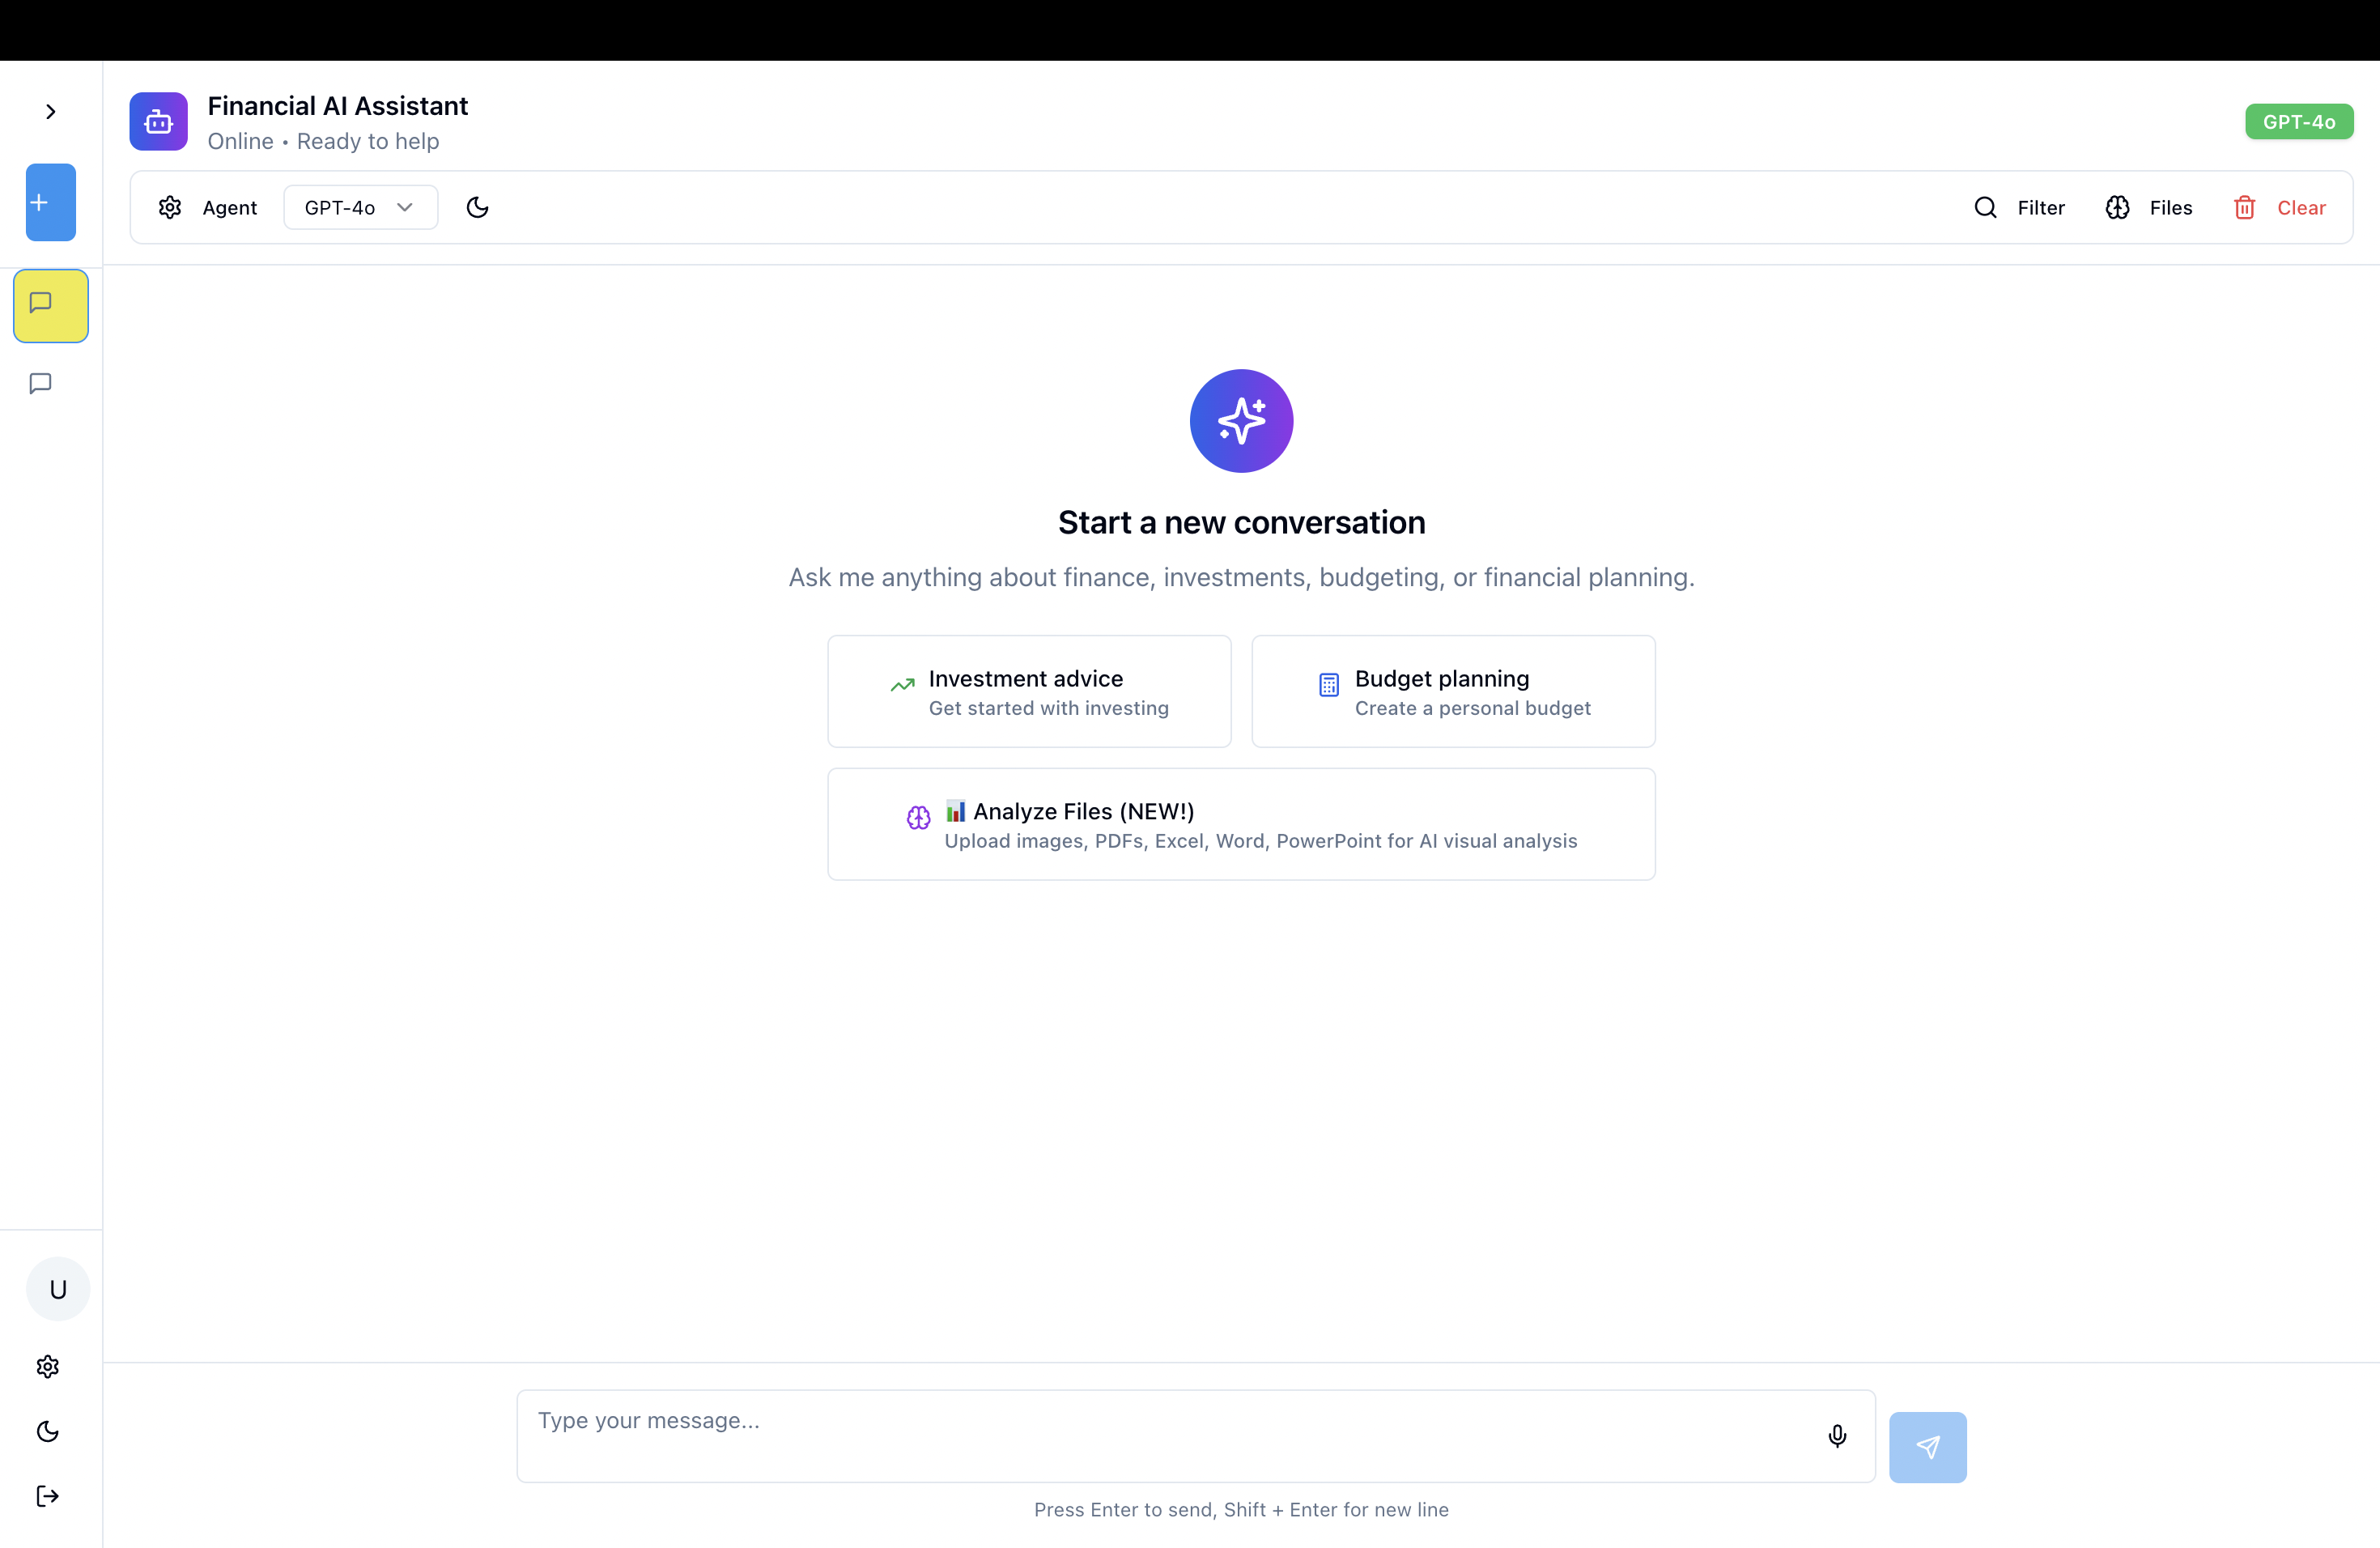 Financial AI Assistant
Online • Ready to help
GPT-4o
Agent
GPT-4o
Filter
Files
Clear
Start a new conversation
Ask me anything about finance, investments, budgeting, or financial planning.
Investment advice
Get started with investing
Budget planning
Create a personal budget
📊 Analyze Files (NEW!)
Upload images, PDFs, Excel, Word, PowerPoint for AI visual analysis
U
Type your message...
Press Enter to send, Shift + Enter for new line